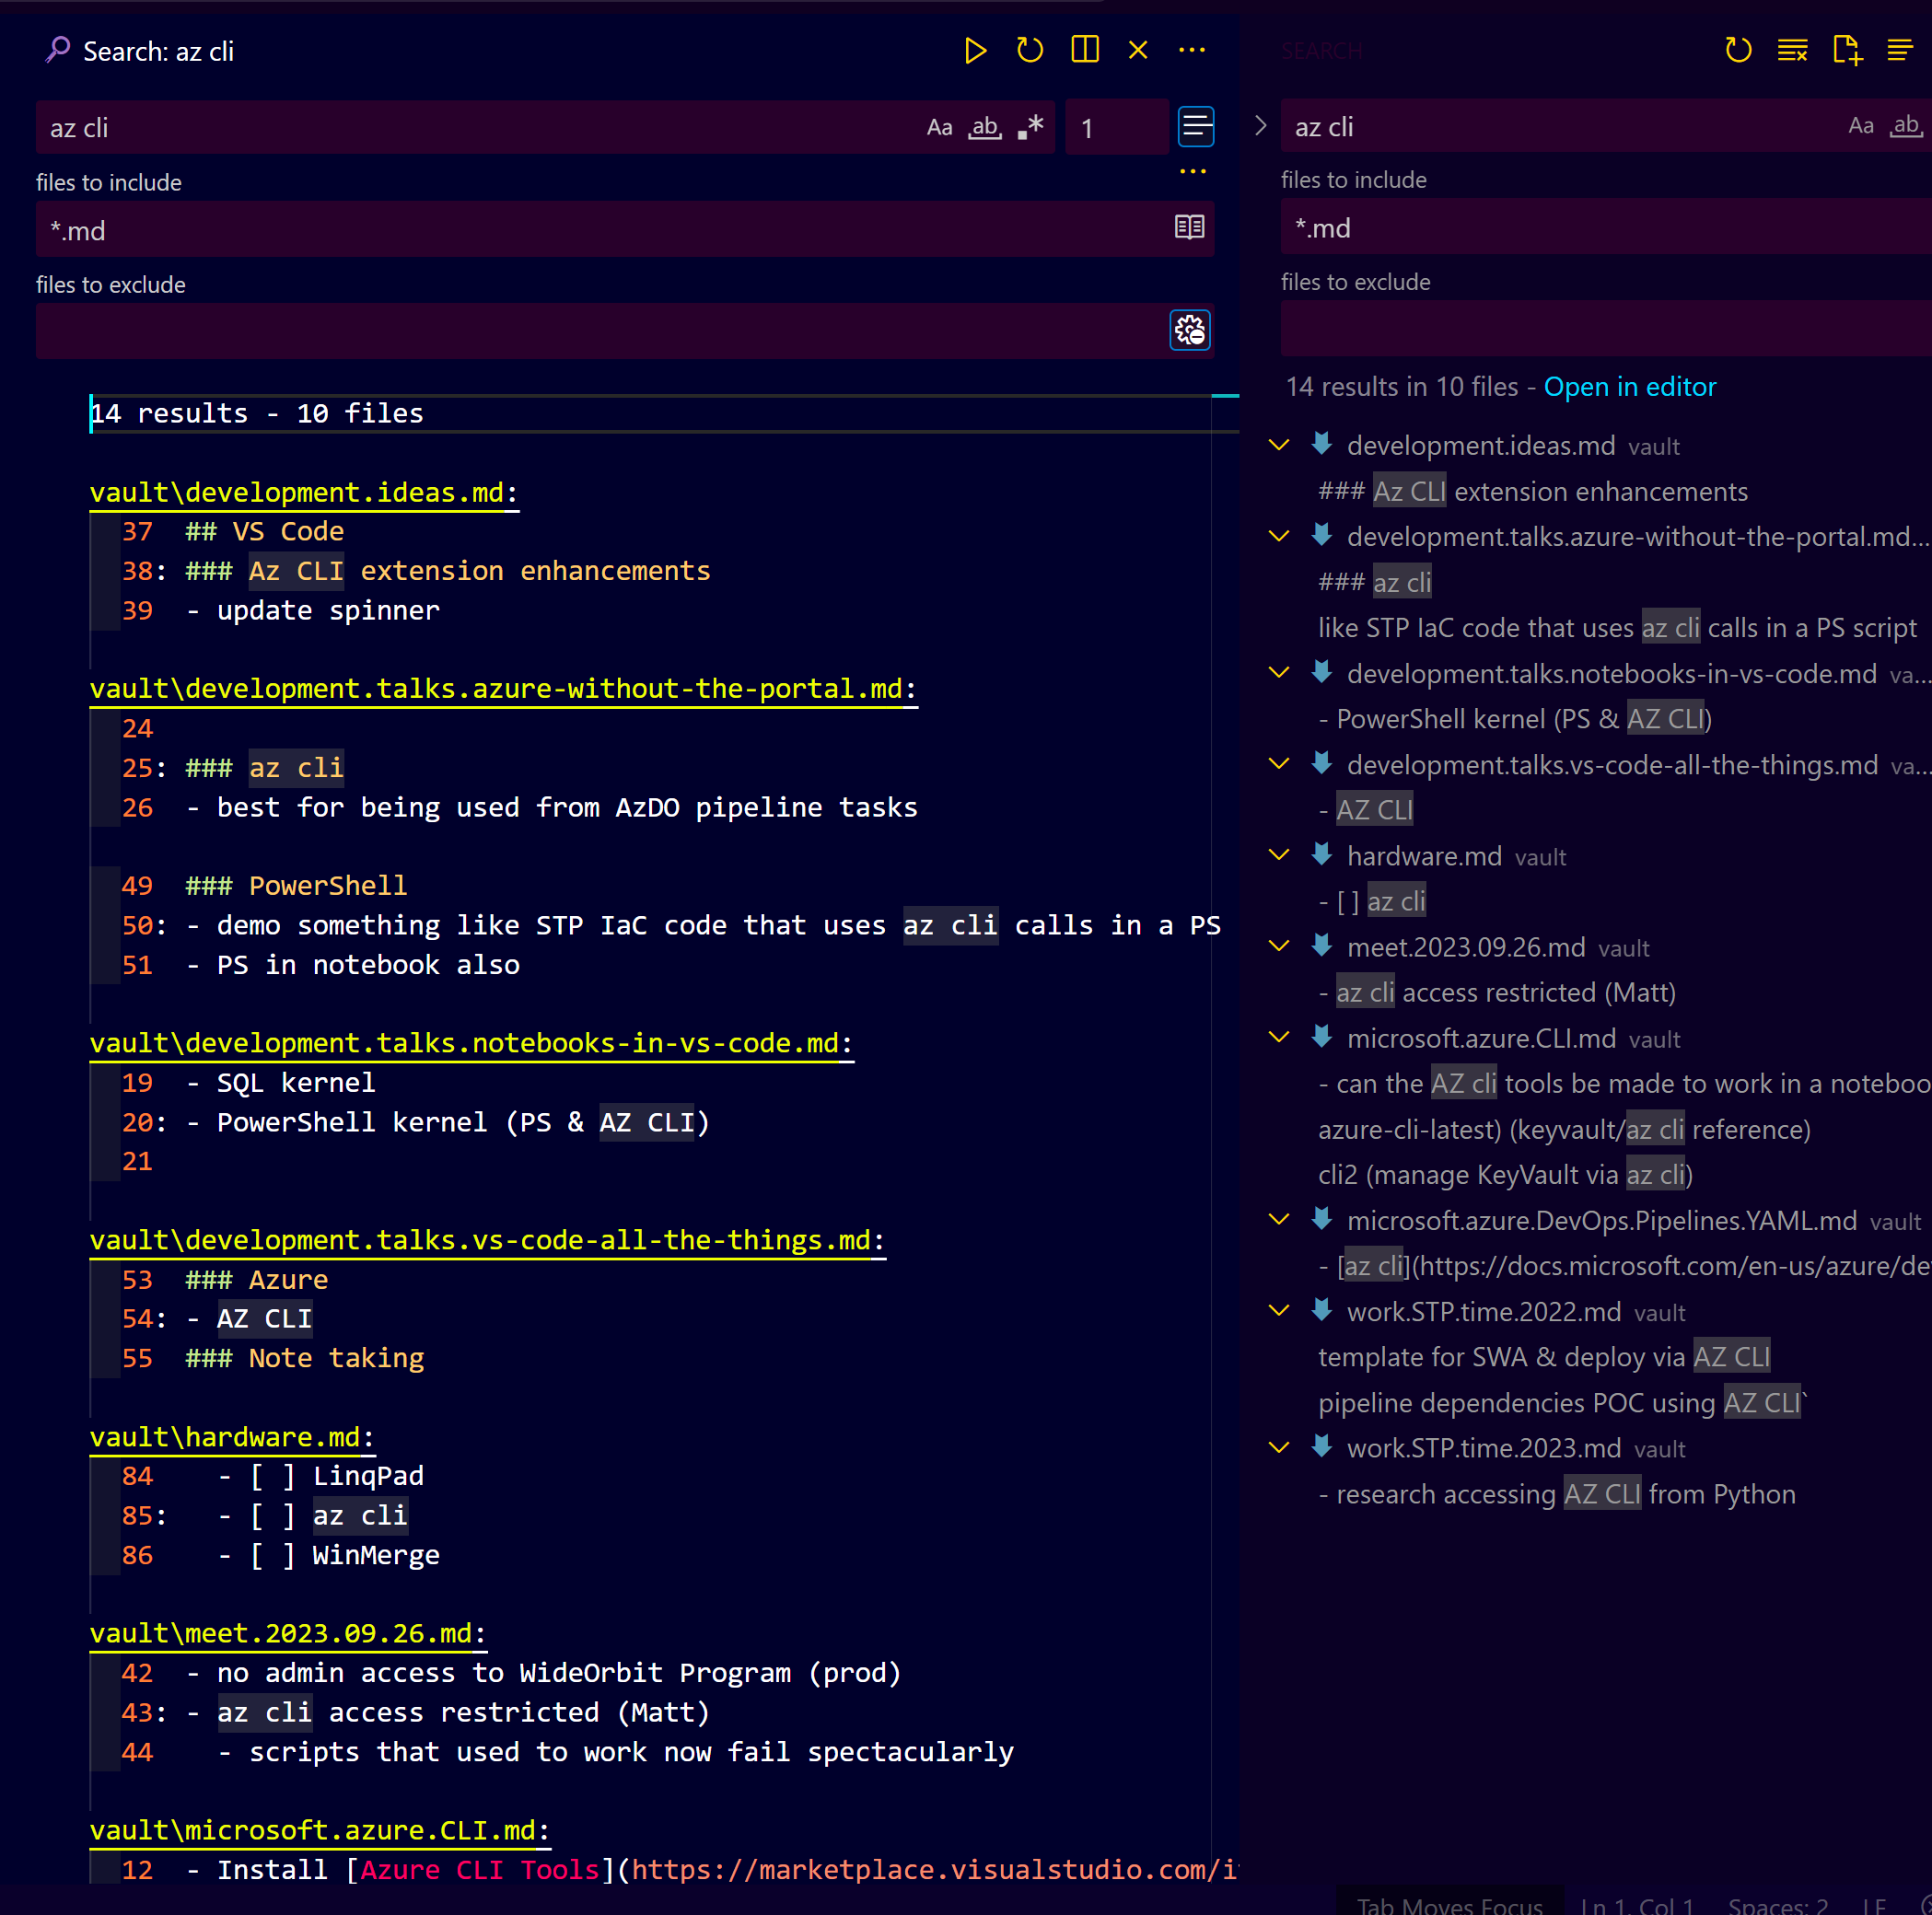 Search: az cli
az cli
Aa ab * 1
files to include
*.md
files to exclude
14 results - 10 files
vault\development.ideas.md:
37 ## VS Code
38: ### Az CLI extension enhancements
39 - update spinner
vault\development.talks.azure-without-the-portal.md:
24
25: ### az cli
26 - best for being used from AzDO pipeline tasks
49 ### PowerShell
50: - demo something like STP IaC code that uses az cli calls in a PS
51 - PS in notebook also
vault\development.talks.notebooks-in-vs-code.md:
19 - SQL kernel
20: - PowerShell kernel (PS & AZ CLI)
21
vault\development.talks.vs-code-all-the-things.md:
53 ### Azure
54: - AZ CLI
55 ### Note taking
vault\hardware.md:
84 - [ ] LinqPad
85: - [ ] az cli
86 - [ ] WinMerge
vault\meet.2023.09.26.md:
42 - no admin access to WideOrbit Program (prod)
43: - az cli access restricted (Matt)
44 - scripts that used to work now fail spectacularly
vault\microsoft.azure.CLI.md:
12 - Install [Azure CLI Tools](https://marketplace.visualstudio.com/i
SEARCH
az cli
Aa ab
files to include
*.md
files to exclude
14 results in 10 files - Open in editor
development.ideas.md vault
### Az CLI extension enhancements
development.talks.azure-without-the-portal.md...
### az cli
like STP IaC code that uses az cli calls in a PS script
development.talks.notebooks-in-vs-code.md va...
- PowerShell kernel (PS & AZ CLI)
development.talks.vs-code-all-the-things.md va...
- AZ CLI
hardware.md vault
- [ ] az cli
meet.2023.09.26.md vault
- az cli access restricted (Matt)
microsoft.azure.CLI.md vault
- can the AZ cli tools be made to work in a noteboo
azure-cli-latest) (keyvault/az cli reference)
cli2 (manage KeyVault via az cli)
microsoft.azure.DevOps.Pipelines.YAML.md vault
- [az cli](https://docs.microsoft.com/en-us/azure/de
work.STP.time.2022.md vault
template for SWA & deploy via AZ CLI
pipeline dependencies POC using AZ CLI`
work.STP.time.2023.md vault
- research accessing AZ CLI from Python
Tab Moves Focus Ln 1, Col 1 Spaces: 2 LF